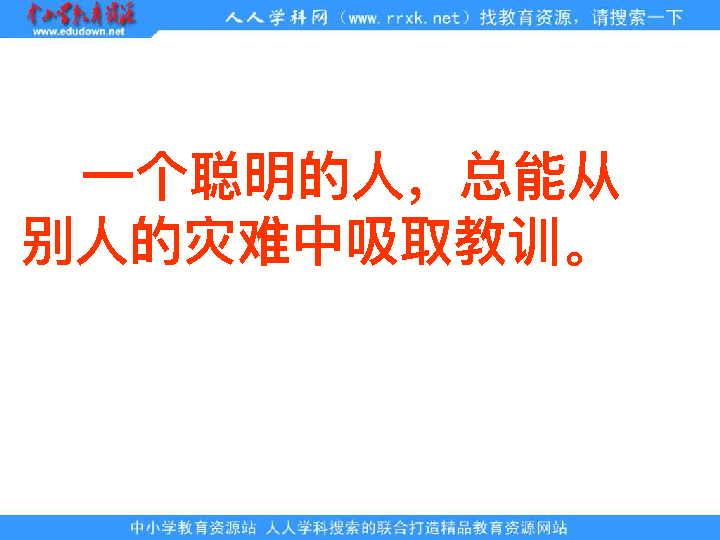 中小学教育资源
www.edudown.net
人人学科网（www.rrxk.net）找教育资源，请搜索一下
一个聪明的人，总能从
别人的灾难中吸取教训。
中小学教育资源站 人人学科搜索的联合打造精品教育资源网站